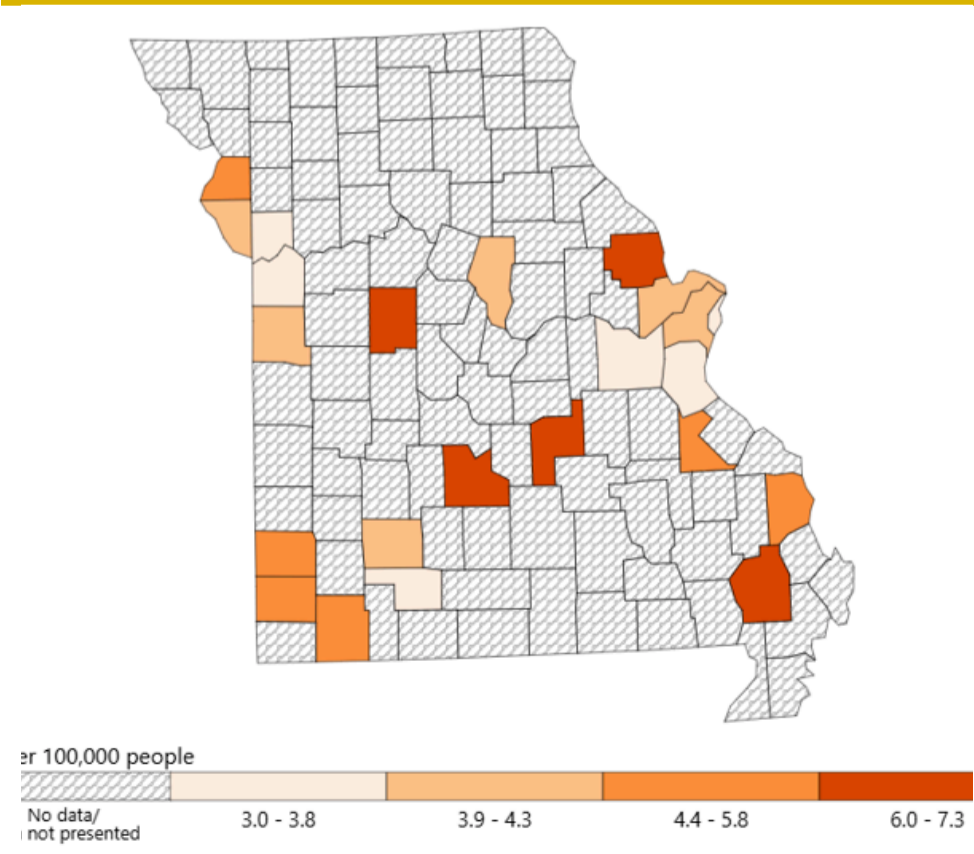 er 100,000 people
No data/
not presented
3.0 - 3.8
3.9 - 4.3
4.4 - 5.8
6.0 - 7.3